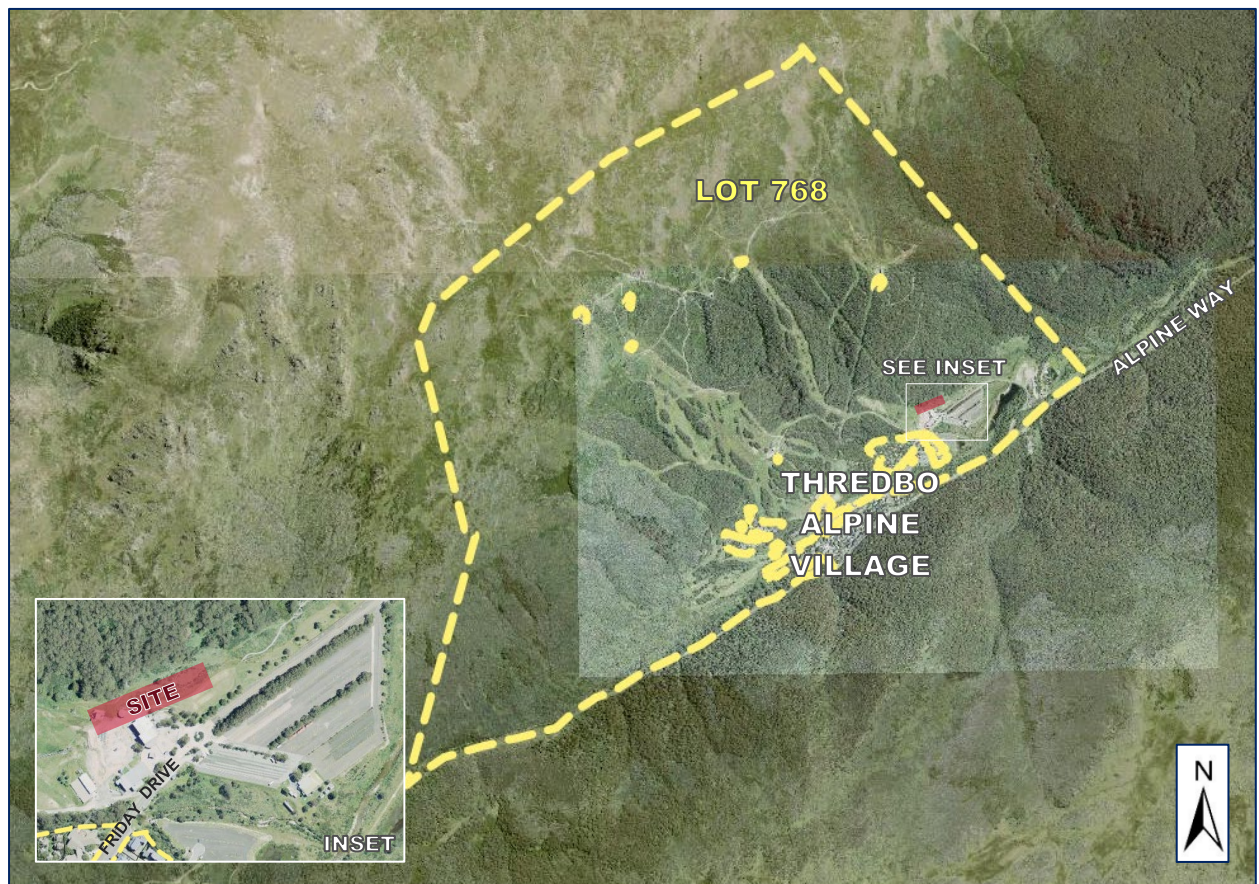 LOT 768
ALPINE WAY
SEE INSET
THREDBO
ALPINE
VILLAGE
SITE
FRIDAY DRIVE
INSET
N